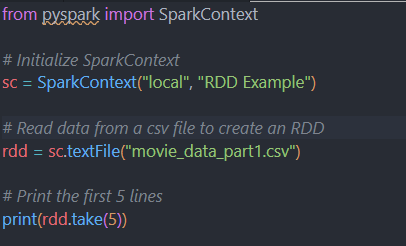 from pyspark import SparkContext
# Initialize SparkContext
sc = SparkContext("local", "RDD Example")
# Read data from a csv file to create an RDD
rdd = sc.textFile("movie_data_part1.csv")
# Print the first 5 lines
print(rdd.take(5))